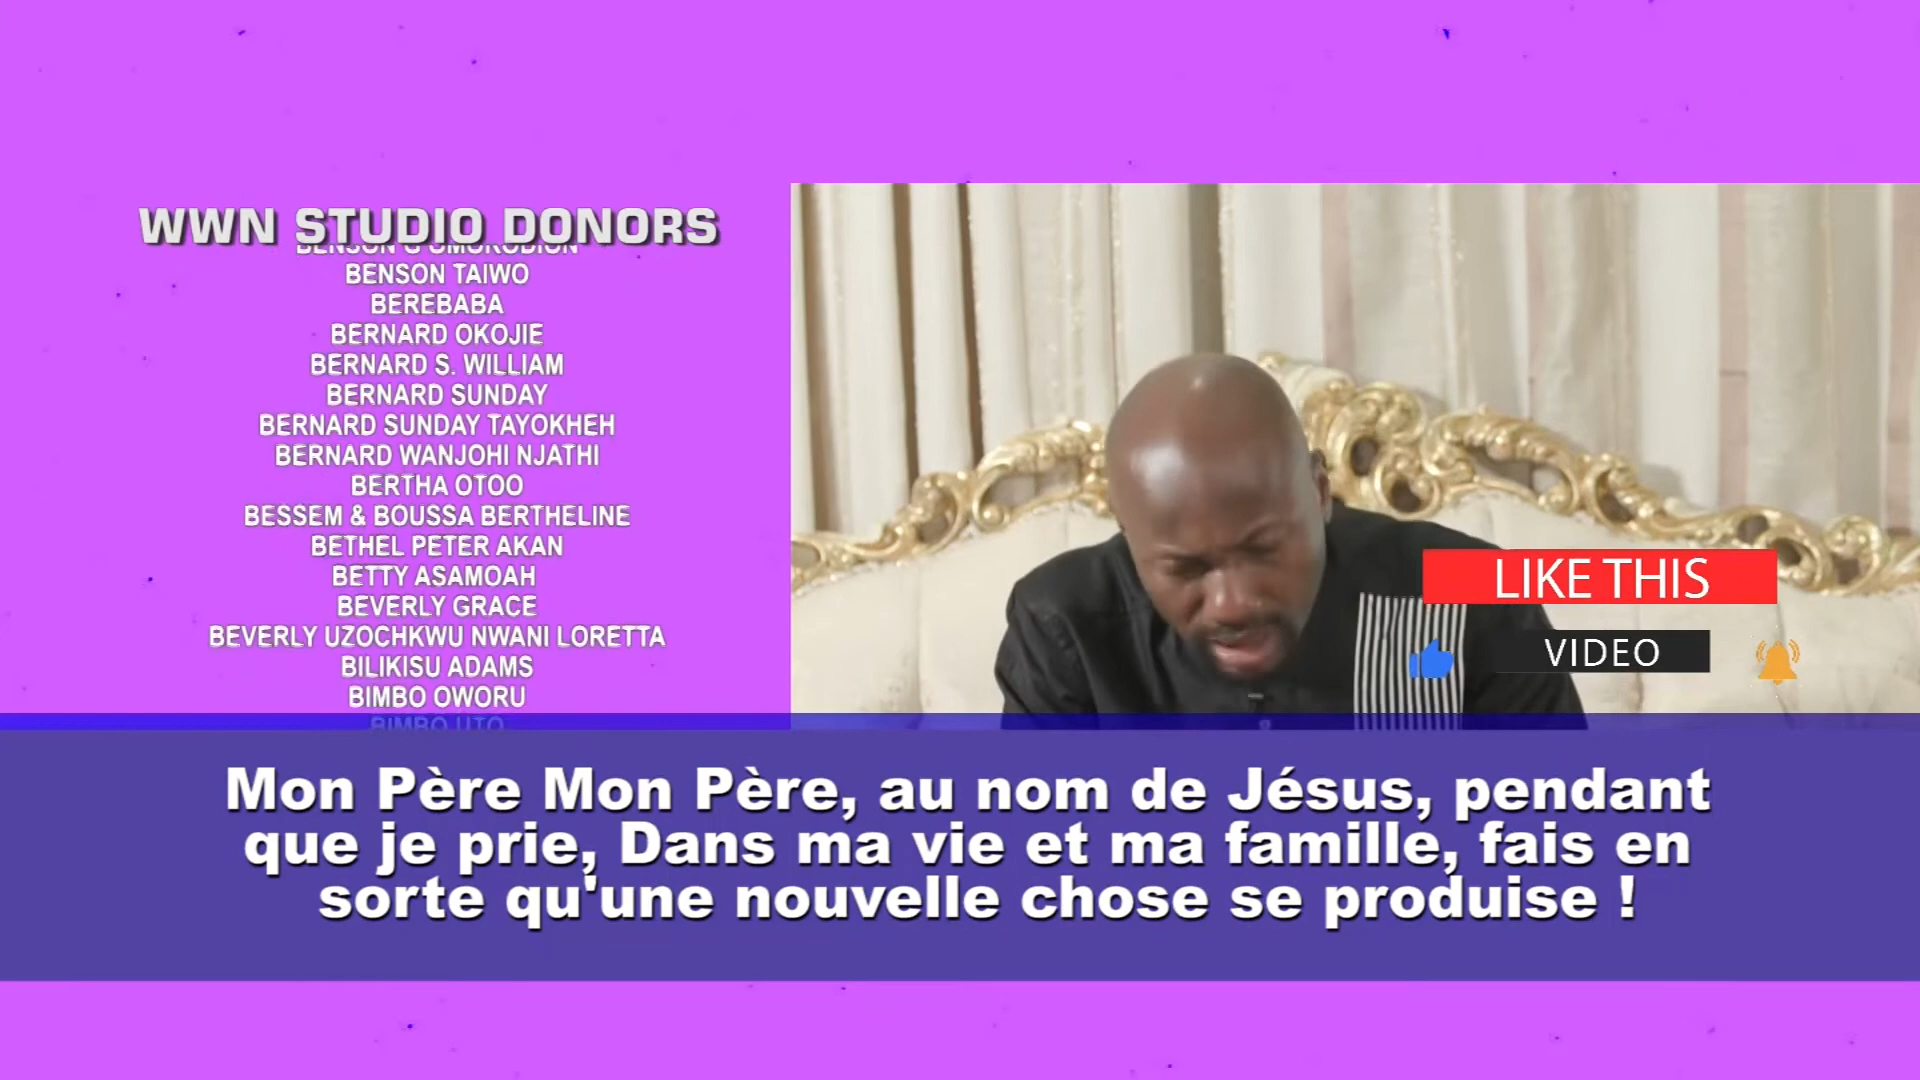 WWN STUDIO DONORS
BENSON TAIWO
BEREBABA
BERNARD OKOJIE
BERNARD S. WILLIAM
BERNARD SUNDAY
BERNARD SUNDAY TAYOKHEH
BERNARD WANJOHI NJATHI
BERTHA OTOO
BESSEM & BOUSSA BERTHELINE
BETHEL PETER AKAN
BETTY ASAMOAH
BEVERLY GRACE
BEVERLY UZOCHKWU NWANI LORETTA
BILIKISU ADAMS
BIMBO OWORU
BIMBO UTO
LIKE THIS
VIDEO
Mon Père Mon Père, au nom de Jésus, pendant
que je prie, Dans ma vie et ma famille, fais en
sorte qu'une nouvelle chose se produise !